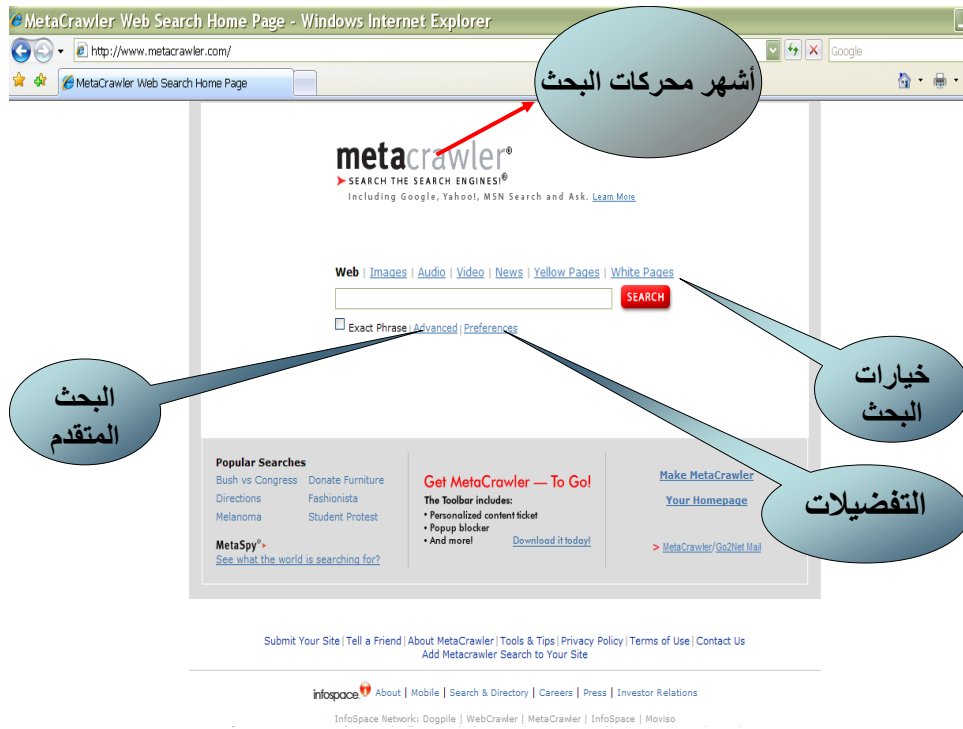 MetaCrawler Web Search Home Page - Windows Internet Explorer
http://www.metacrawler.com/
Google
MetaCrawler Web Search Home Page
أشهر محركات البحث
metacrawler®
SEARCH THE SEARCH ENGINES!®
Including Google, Yahoo!, MSN Search and Ask. Learn More
Web | Images | Audio | Video | News | Yellow Pages | White Pages
SEARCH
Exact Phrase | Advanced | Preferences
خيارات
البحث
البحث
المتقدم
التفضيلات
Popular Searches
Bush vs Congress Donate Furniture
Directions Fashionista
Melanoma Student Protest
MetaSpy®
See what the world is searching for?
Get MetaCrawler — To Go!
The Toolbar includes:
• Personalized content ticket
• Popup blocker
• And more! Download it today!
Make MetaCrawler
Your Homepage
> MetaCrawler/Go2Net Mail
Submit Your Site | Tell a Friend | About MetaCrawler | Tools & Tips | Privacy Policy | Terms of Use | Contact Us
Add Metacrawler Search to Your Site
infospace. About | Mobile | Search & Directory | Careers | Press | Investor Relations
InfoSpace Network: Dogpile | WebCrawler | MetaCrawler | InfoSpace | Moviso